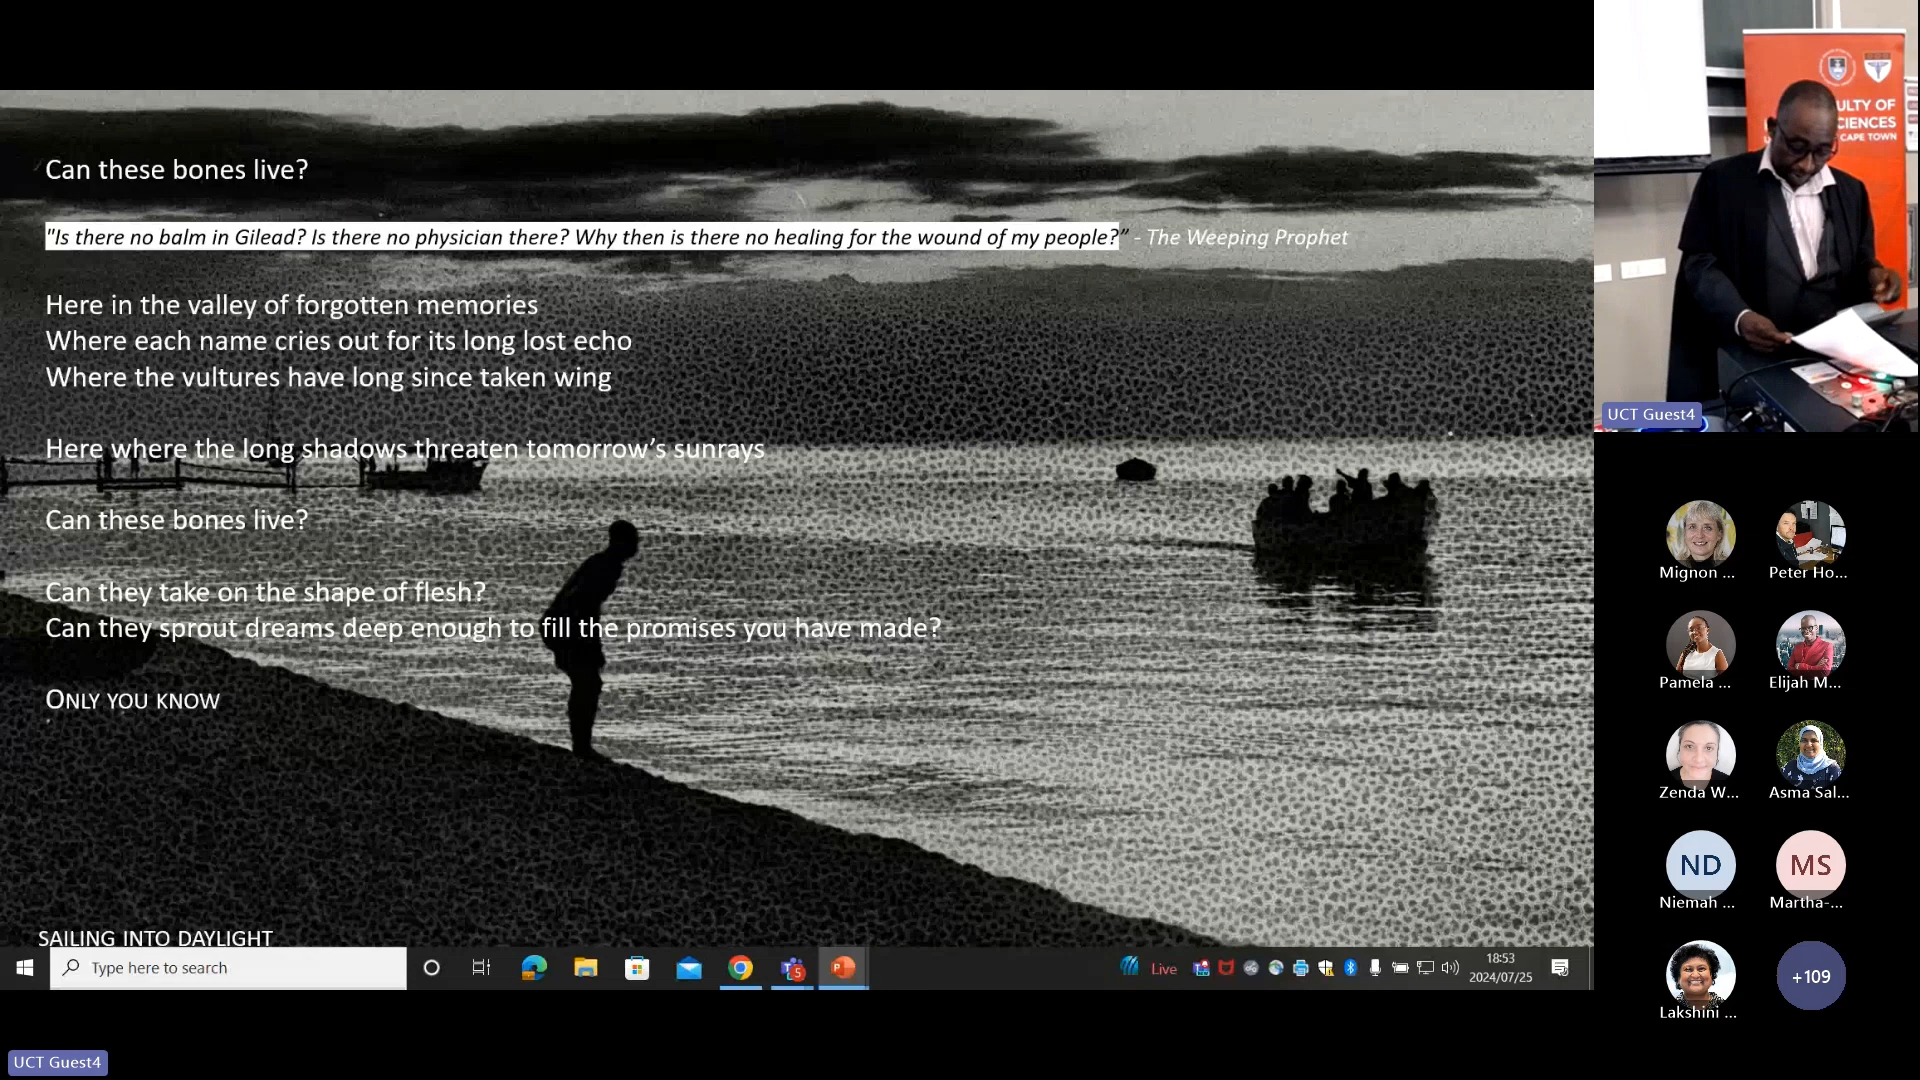 Can these bones live?
"Is there no balm in Gilead? Is there no physician there? Why then is there no healing for the wound of my people?” - The Weeping Prophet
Here in the valley of forgotten memories
Where each name cries out for its long lost echo
Where the vultures have long since taken wing
Here where the long shadows threaten tomorrow’s sunrays
Can these bones live?
Can they take on the shape of flesh?
Can they sprout dreams deep enough to fill the promises you have made?
ONLY YOU KNOW
SAILING INTO DAYLIGHT
Type here to search
Live
18:53
2024/07/25
UCT Guest4
ULTY OF
CIENCES
CAPE TOWN
UCT Guest4
Mignon ...
Peter Ho...
Pamela ...
Elijah M...
Zenda W...
Asma Sal...
ND
MS
Niemah ...
Martha-...
Lakshini ...
+109